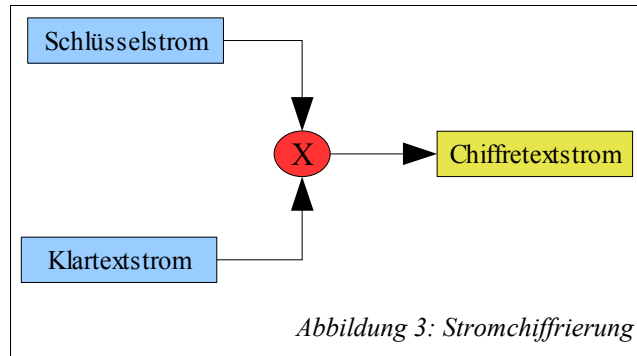 Schlüsselstrom
X
Chiffretextstrom
Klartextstrom
Abbildung 3: Stromchiffrierung